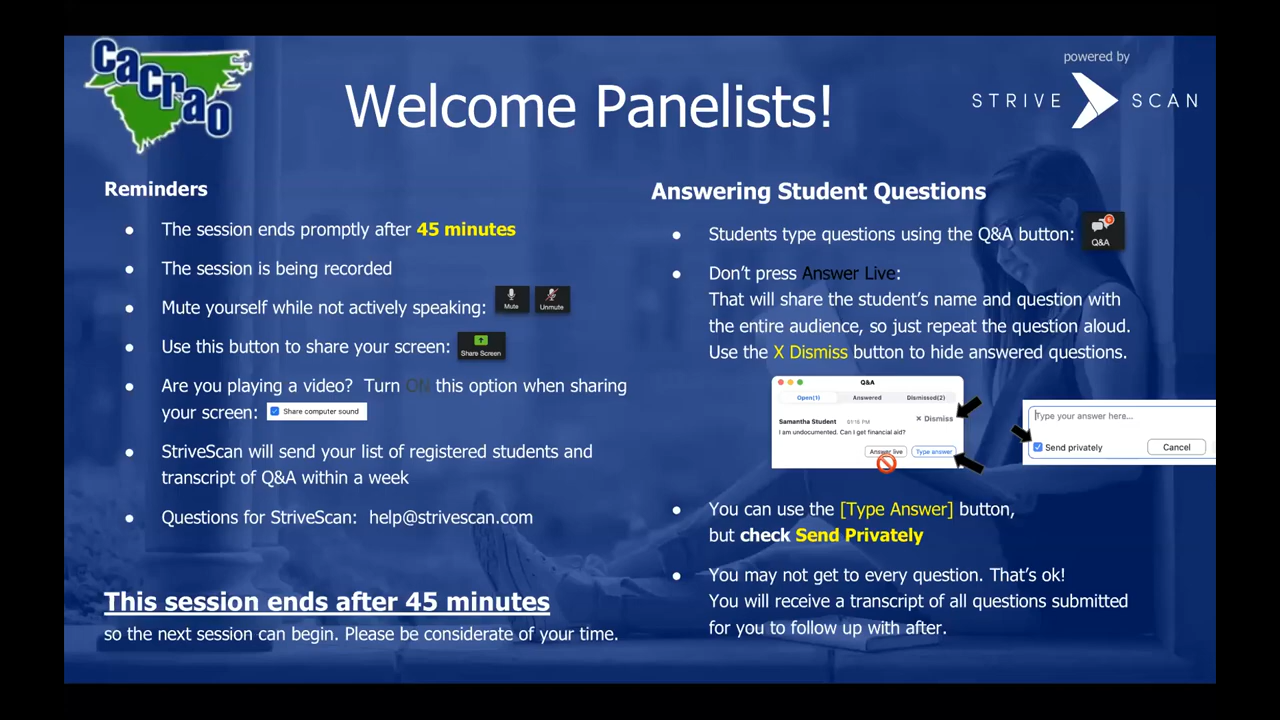 cacrao
Welcome Panelists!
powered by
STRIVE SCAN
Reminders
● The session ends promptly after 45 minutes
● The session is being recorded
● Mute yourself while not actively speaking: Mute Unmute
● Use this button to share your screen: Share Screen
● Are you playing a video? Turn ON this option when sharing
your screen: Share computer sound
● StriveScan will send your list of registered students and
transcript of Q&A within a week
● Questions for StriveScan: help@strivescan.com
This session ends after 45 minutes
so the next session can begin. Please be considerate of your time.
Answering Student Questions
● Students type questions using the Q&A button: 6 Q&A
● Don't press Answer Live:
That will share the student's name and question with
the entire audience, so just repeat the question aloud.
Use the X Dismiss button to hide answered questions.
Q&A
Open(1) Answered Dismissed(2)
Samantha Student 01:18 PM × Dismiss
I am undocumented. Can I get financial aid?
Answer live Type answer
Type your answer here...
Send privately Cancel
● You can use the [Type Answer] button,
but check Send Privately
● You may not get to every question. That's ok!
You will receive a transcript of all questions submitted
for you to follow up with after.